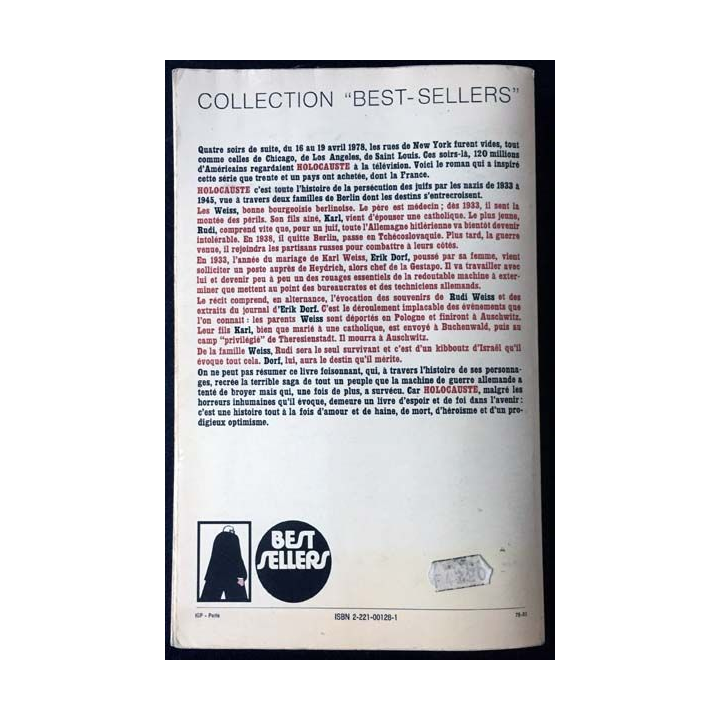 COLLECTION "BEST-SELLERS"
Quatre soirs de suite, du 16 au 19 avril 1978, les rues de New York furent vides, tout
comme celles de Chicago, de Los Angeles, de Saint Louis. Ces soirs-là, 120 millions
d'Américains regardaient HOLOCAUSTE à la télévision. Voici le roman qui a inspiré
cette série que trente et un pays ont achetée, dont la France.
HOLOCAUSTE c'est toute l'histoire de la persécution des juifs par les nazis de 1933 à
1945, vue à travers deux familles de Berlin dont les destins s'entrecroisent.
Les Weiss, bonne bourgeoisie berlinoise. Le père est médecin ; dès 1933, il sent la
montée des périls. Son fils aîné, Karl, vient d'épouser une catholique. Le plus jeune,
Rudi, comprend vite que, pour un juif, toute l'Allemagne hitlérienne va bientôt devenir
intolérable. En 1938, il quitte Berlin, passe en Tchécoslovaquie. Plus tard, la guerre
venue, il rejoindra les partisans russes pour combattre à leurs côtés.
En 1933, l'année du mariage de Karl Weiss, Erik Dorf, poussé par sa femme, vient
solliciter un poste auprès de Heydrich, alors chef de la Gestapo. Il va travailler avec
lui et devenir peu à peu un des rouages essentiels de la redoutable machine à exter-
miner que mettent au point des bureaucrates et des techniciens allemands.
Le récit comprend, en alternance, l'évocation des souvenirs de Rudi Weiss et des
extraits du journal d'Erik Dorf. C'est le déroulement implacable des événements que
l'on connaît : les parents Weiss sont déportés en Pologne et finiront à Auschwitz.
Leur fils Karl, bien que marié à une catholique, est envoyé à Buchenwald, puis au
camp "privilégié" de Theresienstadt. Il mourra à Auschwitz.
De la famille Weiss, Rudi sera le seul survivant et c'est d'un kibboutz d'Israël qu'il
évoque tout cela. Dorf, lui, aura le destin qu'il mérite.
On ne peut pas résumer ce livre foisonnant, qui, à travers l'histoire de ses personna-
ges, recrée la terrible saga de tout un peuple que la machine de guerre allemande a
tenté de broyer mais qui, une fois de plus, a survécu. Car HOLOCAUSTE, malgré les
horreurs inhumaines qu'il évoque, demeure un livre d'espoir et de foi dans l'avenir :
c'est une histoire tout à la fois d'amour et de haine, de mort, d'héroïsme et d'un pro-
digieux optimisme.
BEST
SELLERS
ISBN 2-221-00128-1